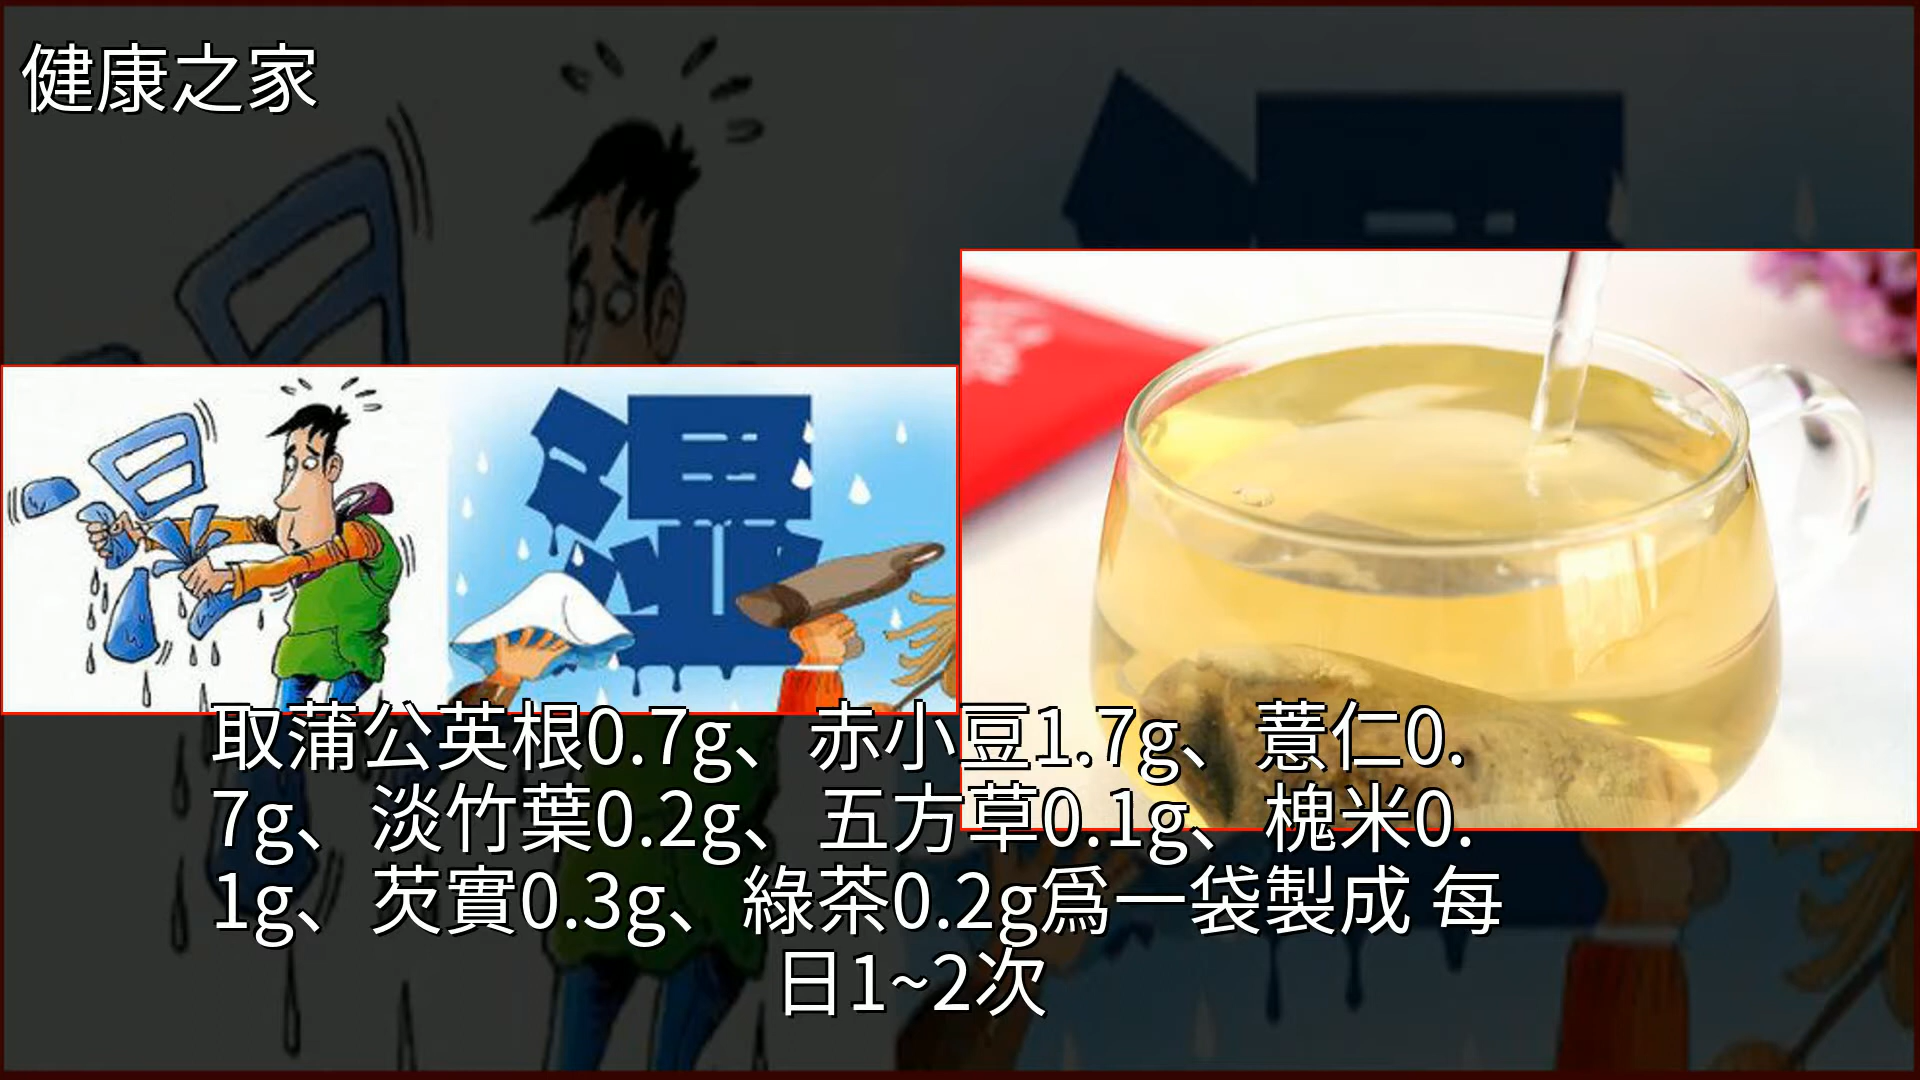 健康之家
湿
取蒲公英根0.7g、赤小豆1.7g、薏仁0.
7g、淡竹葉0.2g、五方草0.1g、槐米0.
1g、芡實0.3g、綠茶0.2g爲一袋製成 每
日1~2次